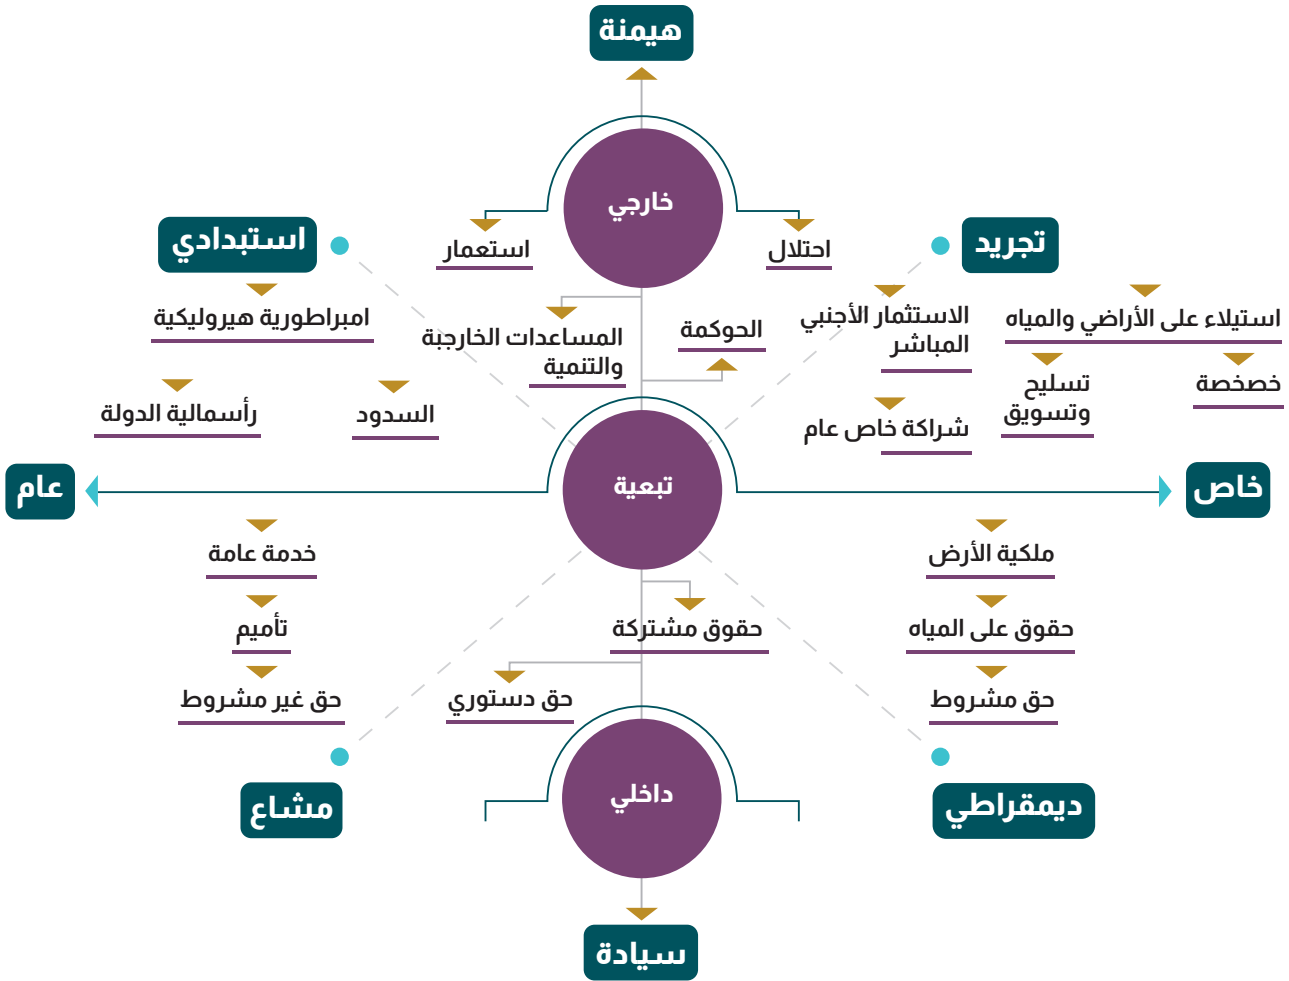 هيمنة
خارجي
احتلال
استعمار
تجريد
استبدادي
استيلاء على الأراضي والمياه
خصخصة
تسليح
وتسويق
الاستثمار الأجنبي
المباشر
شراكة خاص عام
الحوكمة
المساعدات الخارجبة
والتنمية
امبراطورية هيروليكية
السدود
رأسمالية الدولة
خاص
تبعية
عام
ملكية الأرض
حقوق على المياه
حق مشروط
حقوق مشتركة
حق دستوري
خدمة عامة
تأميم
حق غير مشروط
ديمقراطي
داخلي
مشاع
سيادة